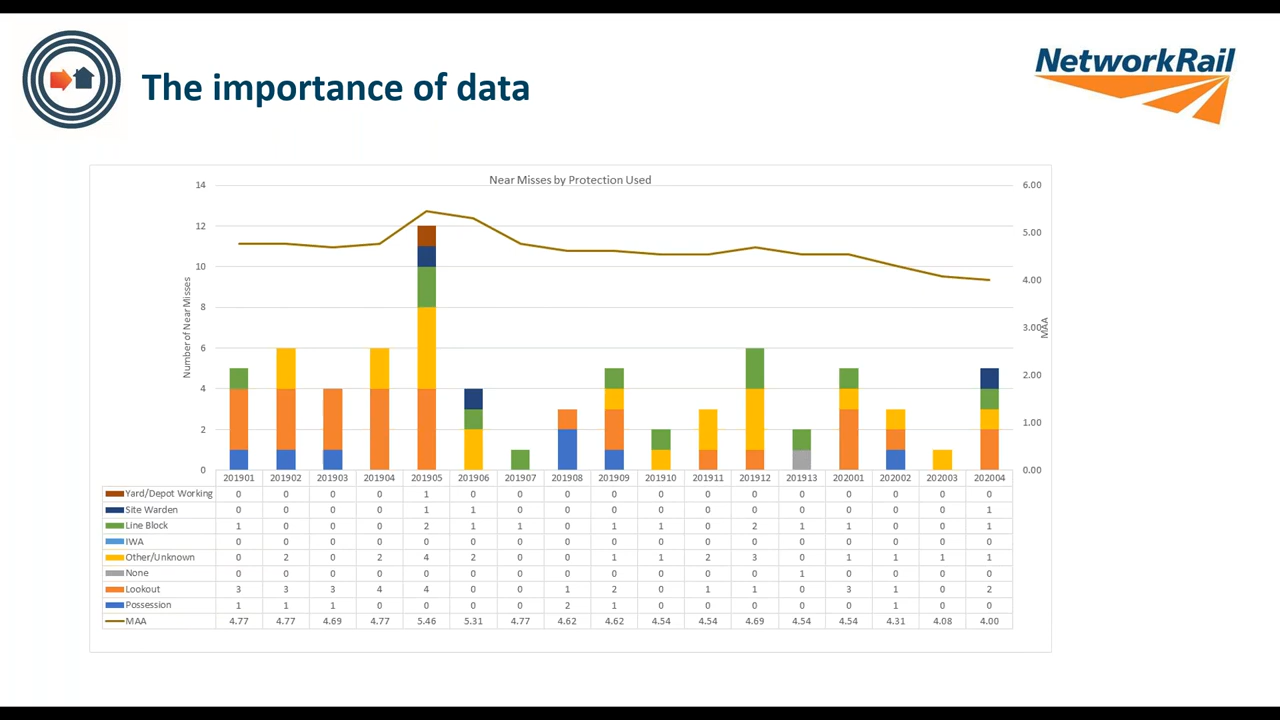 The importance of data
NetworkRail
Near Misses by Protection Used
14 6.00
12 5.00
10 4.00
8 3.00
6 2.00
4 1.00
2
0 0.00
Number of Near Misses
MAA
201901 201902 201903 201904 201905 201906 201907 201908 201909 201910 201911 201912 201913 202001 202002 202003 202004
Yard/Depot Working 0 0 0 0 1 0 0 0 0 0 0 0 0 0 0 0 0
Site Warden 0 0 0 0 1 1 0 0 0 0 0 0 0 0 0 0 1
Line Block 1 0 0 0 2 1 1 0 1 1 0 2 1 1 0 0 1
IWA 0 0 0 0 0 0 0 0 0 0 0 0 0 0 0 0 0
Other/Unknown 0 2 0 2 4 2 0 0 1 1 2 3 0 1 1 1 1
None 0 0 0 0 0 0 0 0 0 0 0 0 1 0 0 0 0
Lookout 3 3 3 4 4 0 0 1 2 0 1 1 0 3 1 0 2
Possession 1 1 1 0 0 0 0 2 1 0 0 0 0 0 1 0 0
MAA 4.77 4.77 4.69 4.77 5.46 5.31 4.77 4.62 4.62 4.54 4.54 4.69 4.54 4.54 4.31 4.08 4.00